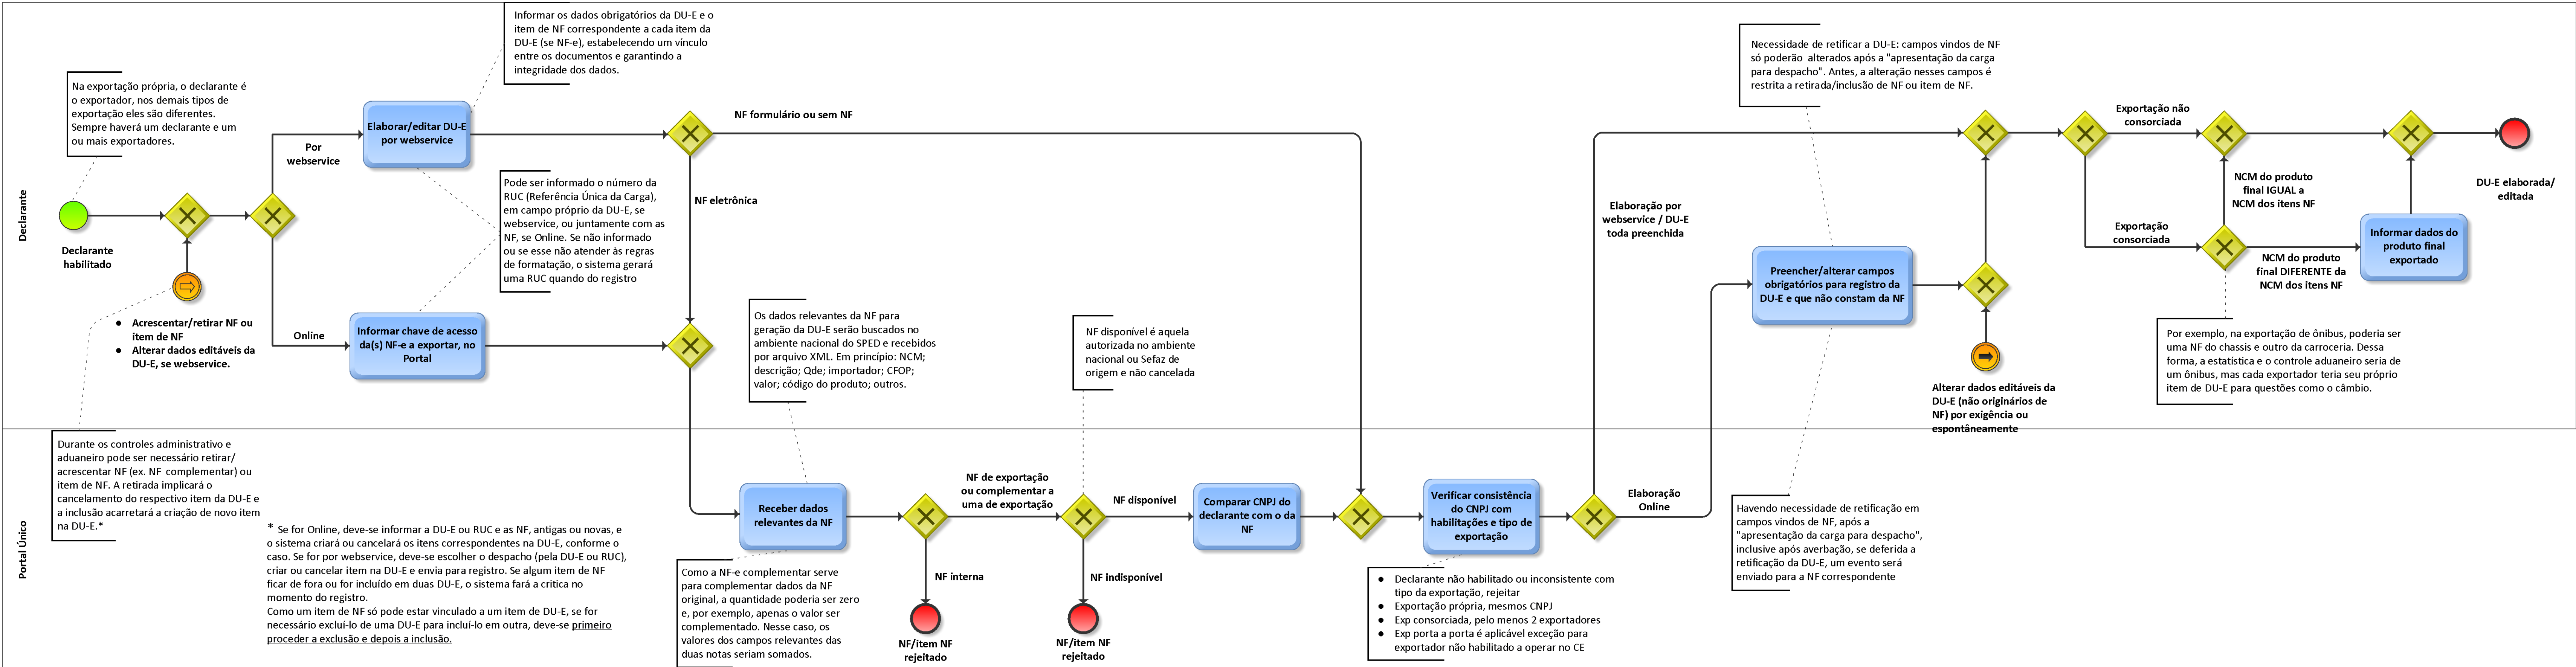 Declarante
Na exportação própria, o declarante é
o exportador, nos demais tipos de
exportação eles são diferentes.
Sempre haverá um declarante e um
ou mais exportadores.
Declarante
habilitado
Acrescentar/retirar NF ou
item de NF
Alterar dados editáveis da
DU-E, se webservice.
Por
webservice
Online
Elaborar/editar DU-E
por webservice
Informar os dados obrigatórios da DU-E e o
item de NF correspondente a cada item da
DU-E (se NF-e), estabelecendo um vínculo
entre os documentos e garantindo a
integridade dos dados.
Pode ser informado o número da
RUC (Referência Única da Carga),
em campo próprio da DU-E, se
webservice, ou juntamente com as
NF, se Online. Se não informado
ou se esse não atender às regras
de formatação, o sistema gerará
uma RUC quando do registro
Informar chave de acesso
da(s) NF-e a exportar, no
Portal
NF formulário ou sem NF
NF eletrônica
Os dados relevantes da NF para
geração da DU-E serão buscados no
ambiente nacional do SPED e recebidos
por arquivo XML. Em princípio: NCM;
descrição; Qde; importador; CFOP;
valor; código do produto; outros.
NF disponível é aquela
autorizada no ambiente
nacional ou Sefaz de
origem e não cancelada
Elaboração por
webservice / DU-E
toda preenchida
Necessidade de retificar a DU-E: campos vindos de NF
só poderão  alterados após a "apresentação da carga
para despacho". Antes, a alteração nesses campos é
restrita a retirada/inclusão de NF ou item de NF.
Preencher/alterar campos
obrigatórios para registro da
DU-E e que não constam da NF
Alterar dados editáveis da
DU-E (não originários de
NF) por exigência ou
espontâneamente
Exportação não
consorciada
Exportação
consorciada
NCM do produto
final IGUAL a
NCM dos itens NF
NCM do produto
final DIFERENTE da
NCM dos itens NF
Informar dados do
produto final
exportado
DU-E elaborada/
editada
Por exemplo, na exportação de ônibus, poderia ser
uma NF do chassis e outro da carroceria. Dessa
forma, a estatística e o controle aduaneiro seria de
um ônibus, mas cada exportador teria seu próprio
item de DU-E para questões como o câmbio.
Portal Único
Durante os controles administrativo e
aduaneiro pode ser necessário retirar/
acrescentar NF (ex. NF  complementar) ou
item de NF. A retirada implicará o
cancelamento do respectivo item da DU-E e
a inclusão acarretará a criação de novo item
na DU-E.*
* Se for Online, deve-se informar a DU-E ou RUC e as NF, antigas ou novas, e
o sistema criará ou cancelará os itens correspondentes na DU-E, conforme o
caso. Se for por webservice, deve-se escolher o despacho (pela DU-E ou RUC),
criar ou cancelar item na DU-E e envia para registro. Se algum item de NF
ficar de fora ou for incluído em duas DU-E, o sistema fará a critica no
momento do registro.
Como um item de NF só pode estar vinculado a um item de DU-E, se for
necessário excluí-lo de uma DU-E para incluí-lo em outra, deve-se primeiro
proceder a exclusão e depois a inclusão.
Receber dados
relevantes da NF
Como a NF-e complementar serve
para complementar dados da NF
original, a quantidade poderia ser zero
e, por exemplo, apenas o valor ser
complementado. Nesse caso, os
valores dos campos relevantes das
duas notas seriam somados.
NF de exportação
ou complementar a
uma de exportação
NF interna
NF/item NF
rejeitado
NF disponível
NF indisponível
NF/item NF
rejeitado
Comparar CNPJ do
declarante com o da
NF
Verificar consistência
do CNPJ com
habilitações e tipo de
exportação
Declarante não habilitado ou inconsistente com
tipo da exportação, rejeitar
Exportação própria, mesmos CNPJ
Exp consorciada, pelo menos 2 exportadores
Exp porta a porta é aplicável exceção para
exportador não habilitado a operar no CE
Elaboração
Online
Havendo necessidade de retificação em
campos vindos de NF, após a
"apresentação da carga para despacho",
inclusive após averbação, se deferida a
retificação da DU-E, um evento será
enviado para a NF correspondente